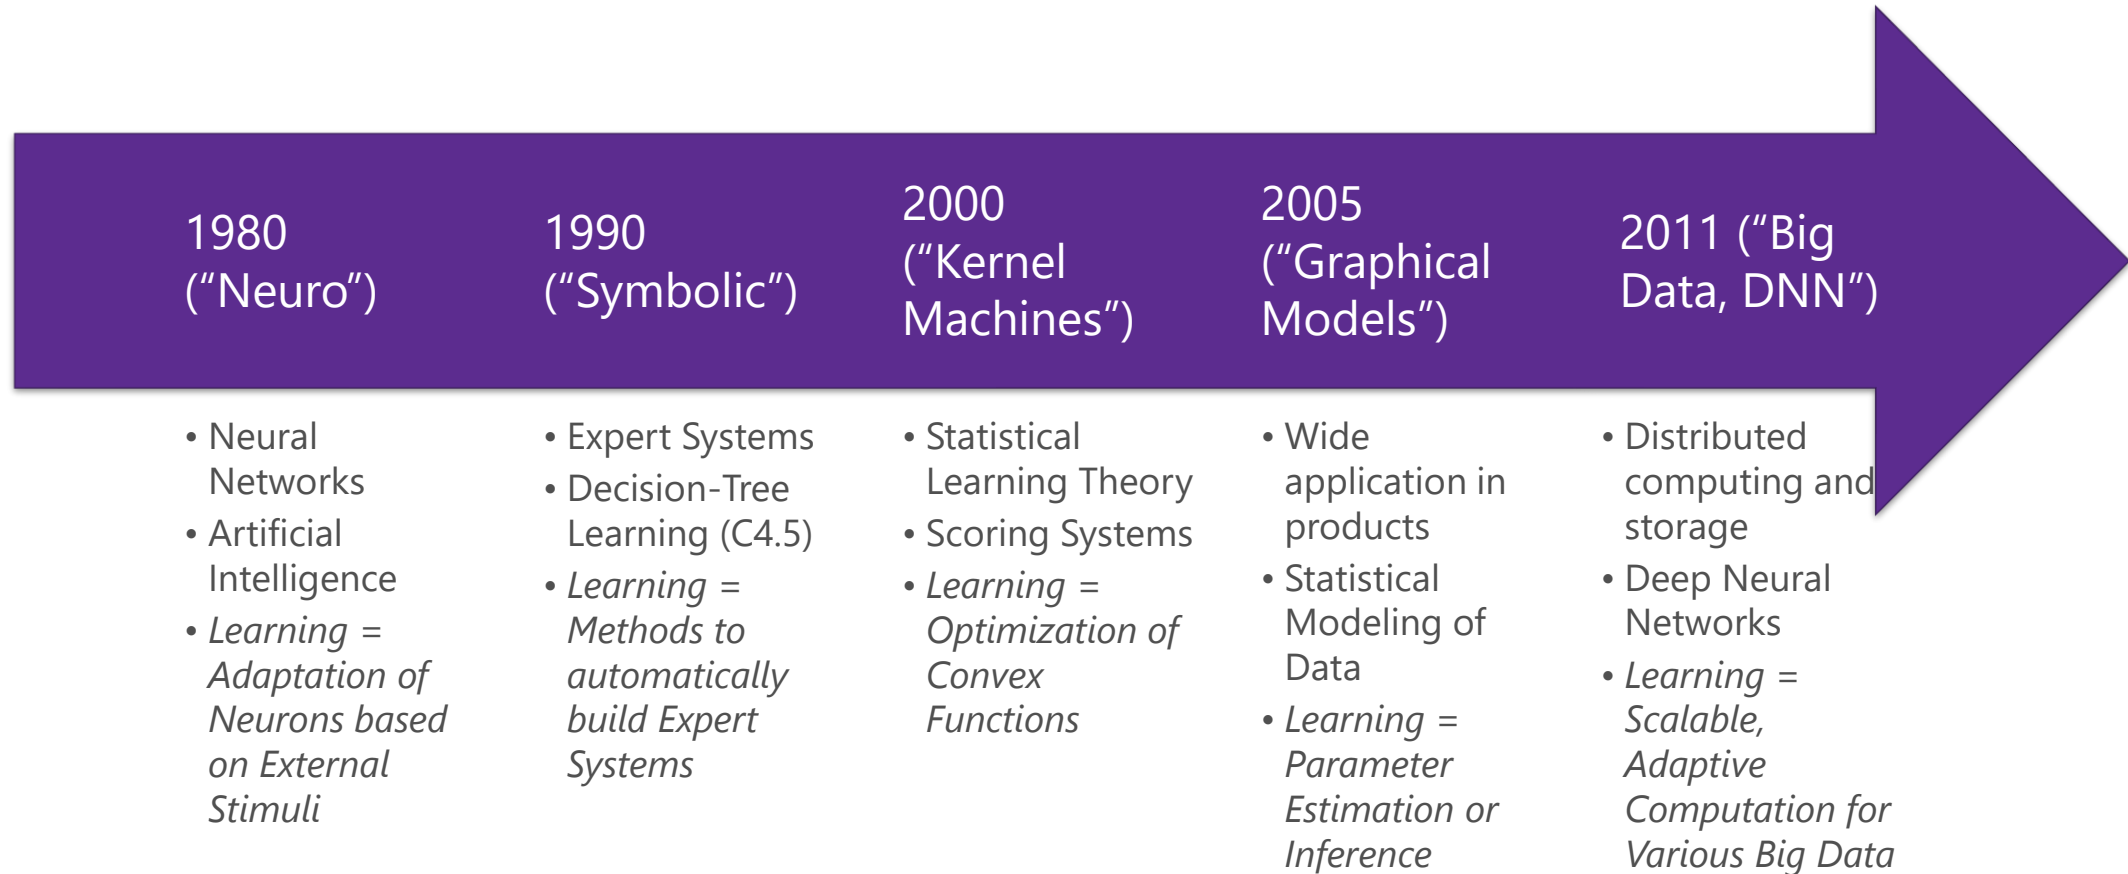 1980
(“Neuro”)
1990
(“Symbolic”)
2000
(“Kernel
Machines”)
2005
(“Graphical
Models”)
2011 (“Big
Data, DNN”)
• Neural
Networks
• Artificial
Intelligence
• Learning =
Adaptation of
Neurons based
on External
Stimuli
• Expert Systems
• Decision-Tree
Learning (C4.5)
• Learning =
Methods to
automatically
build Expert
Systems
• Statistical
Learning Theory
• Scoring Systems
• Learning =
Optimization of
Convex
Functions
• Wide
application in
products
• Statistical
Modeling of
Data
• Learning =
Parameter
Estimation or
Inference
• Distributed
computing and
storage
• Deep Neural
Networks
• Learning =
Scalable,
Adaptive
Computation for
Various Big Data